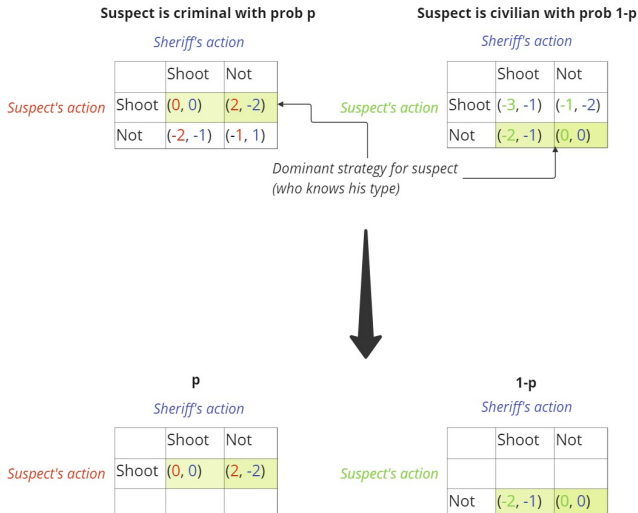 Suspect is criminal with prob p
Suspect is civilian with prob 1-p
Sheriff's action
Sheriff's action
Shoot Not
Shoot Not
Suspect's action
Shoot (0, 0) (2, -2)
Suspect's action
Shoot (-3, -1) (-1, -2)
Not (-2, -1) (-1, 1)
Not (-2, -1) (0, 0)
Dominant strategy for suspect
(who knows his type)
p
1-p
Sheriff's action
Sheriff's action
Shoot Not
Shoot Not
Suspect's action
Shoot (0, 0) (2, -2)
Suspect's action
Not (-2, -1) (0, 0)